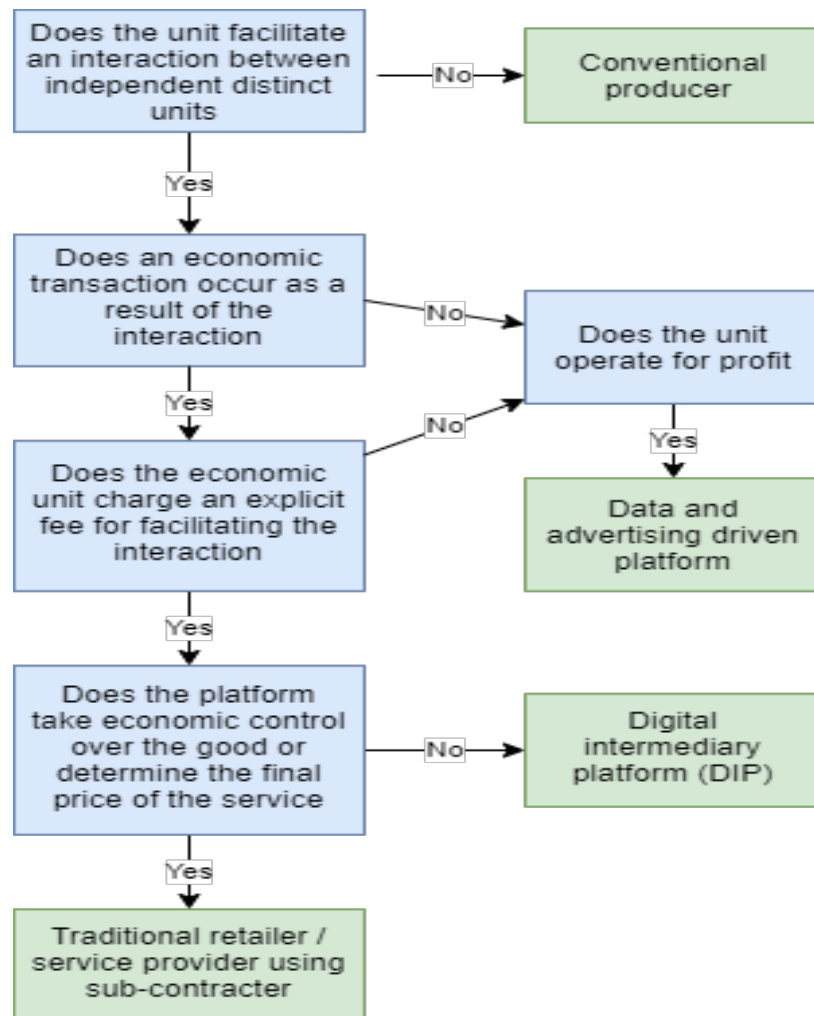 Does the unit facilitate
an interaction between
independent distinct
units
No
Conventional
producer
Yes
Does an economic
transaction occur as a
result of the
interaction
No
Does the unit
operate for profit
Yes
No
Yes
Does the economic
unit charge an explicit
fee for facilitating the
interaction
Data and
advertising driven
platform
Yes
Does the platform
take economic control
over the good or
determine the final
price of the service
No
Digital
intermediary
platform (DIP)
Yes
Traditional retailer /
service provider using
sub-contracter